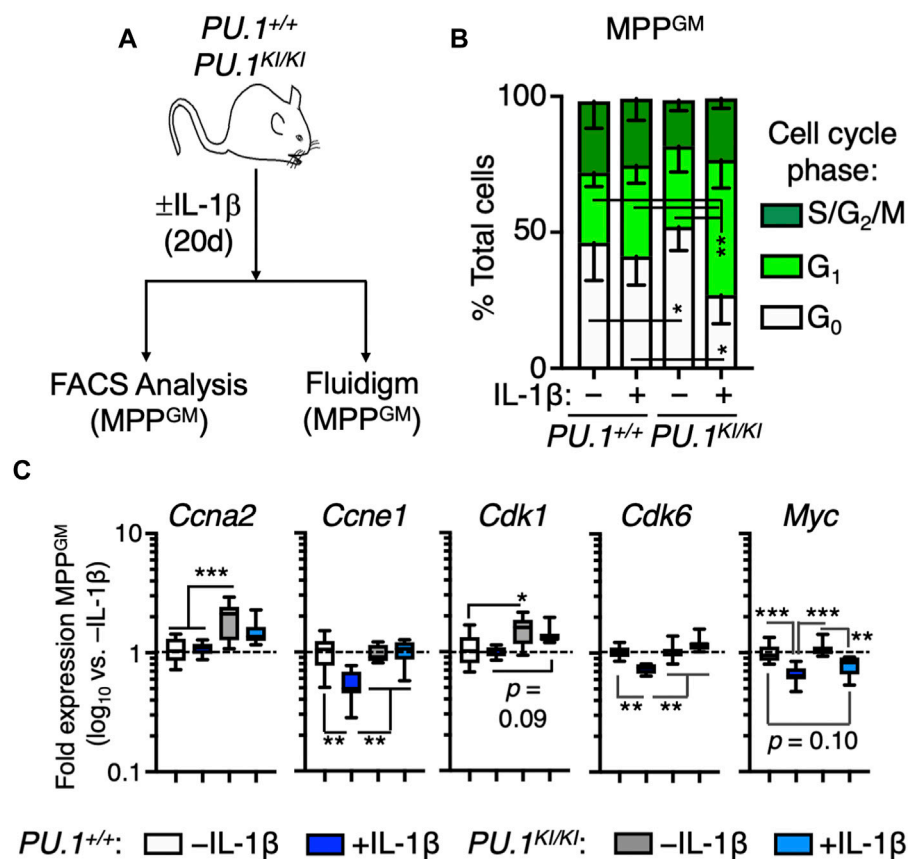 A
PU.1+/+
PU.1KI/KI
±IL-1β
(20d)
FACS Analysis
(MPPGM)
Fluidigm
(MPPGM)
B
MPPGM
% Total cells
100
50
0
**
*
*
IL-1β: – + – +
PU.1+/+ PU.1KI/KI
Cell cycle
phase:
S/G2/M
G1
G0
C
Fold expression MPPGM
(log10 vs. –IL-1β)
10
1
0.1
Ccna2
***
Ccne1
** **
Cdk1
*
p =
0.09
Cdk6
** **
Myc
*** ***
**
p = 0.10
PU.1+/+: –IL-1β +IL-1β PU.1KI/KI: –IL-1β +IL-1β